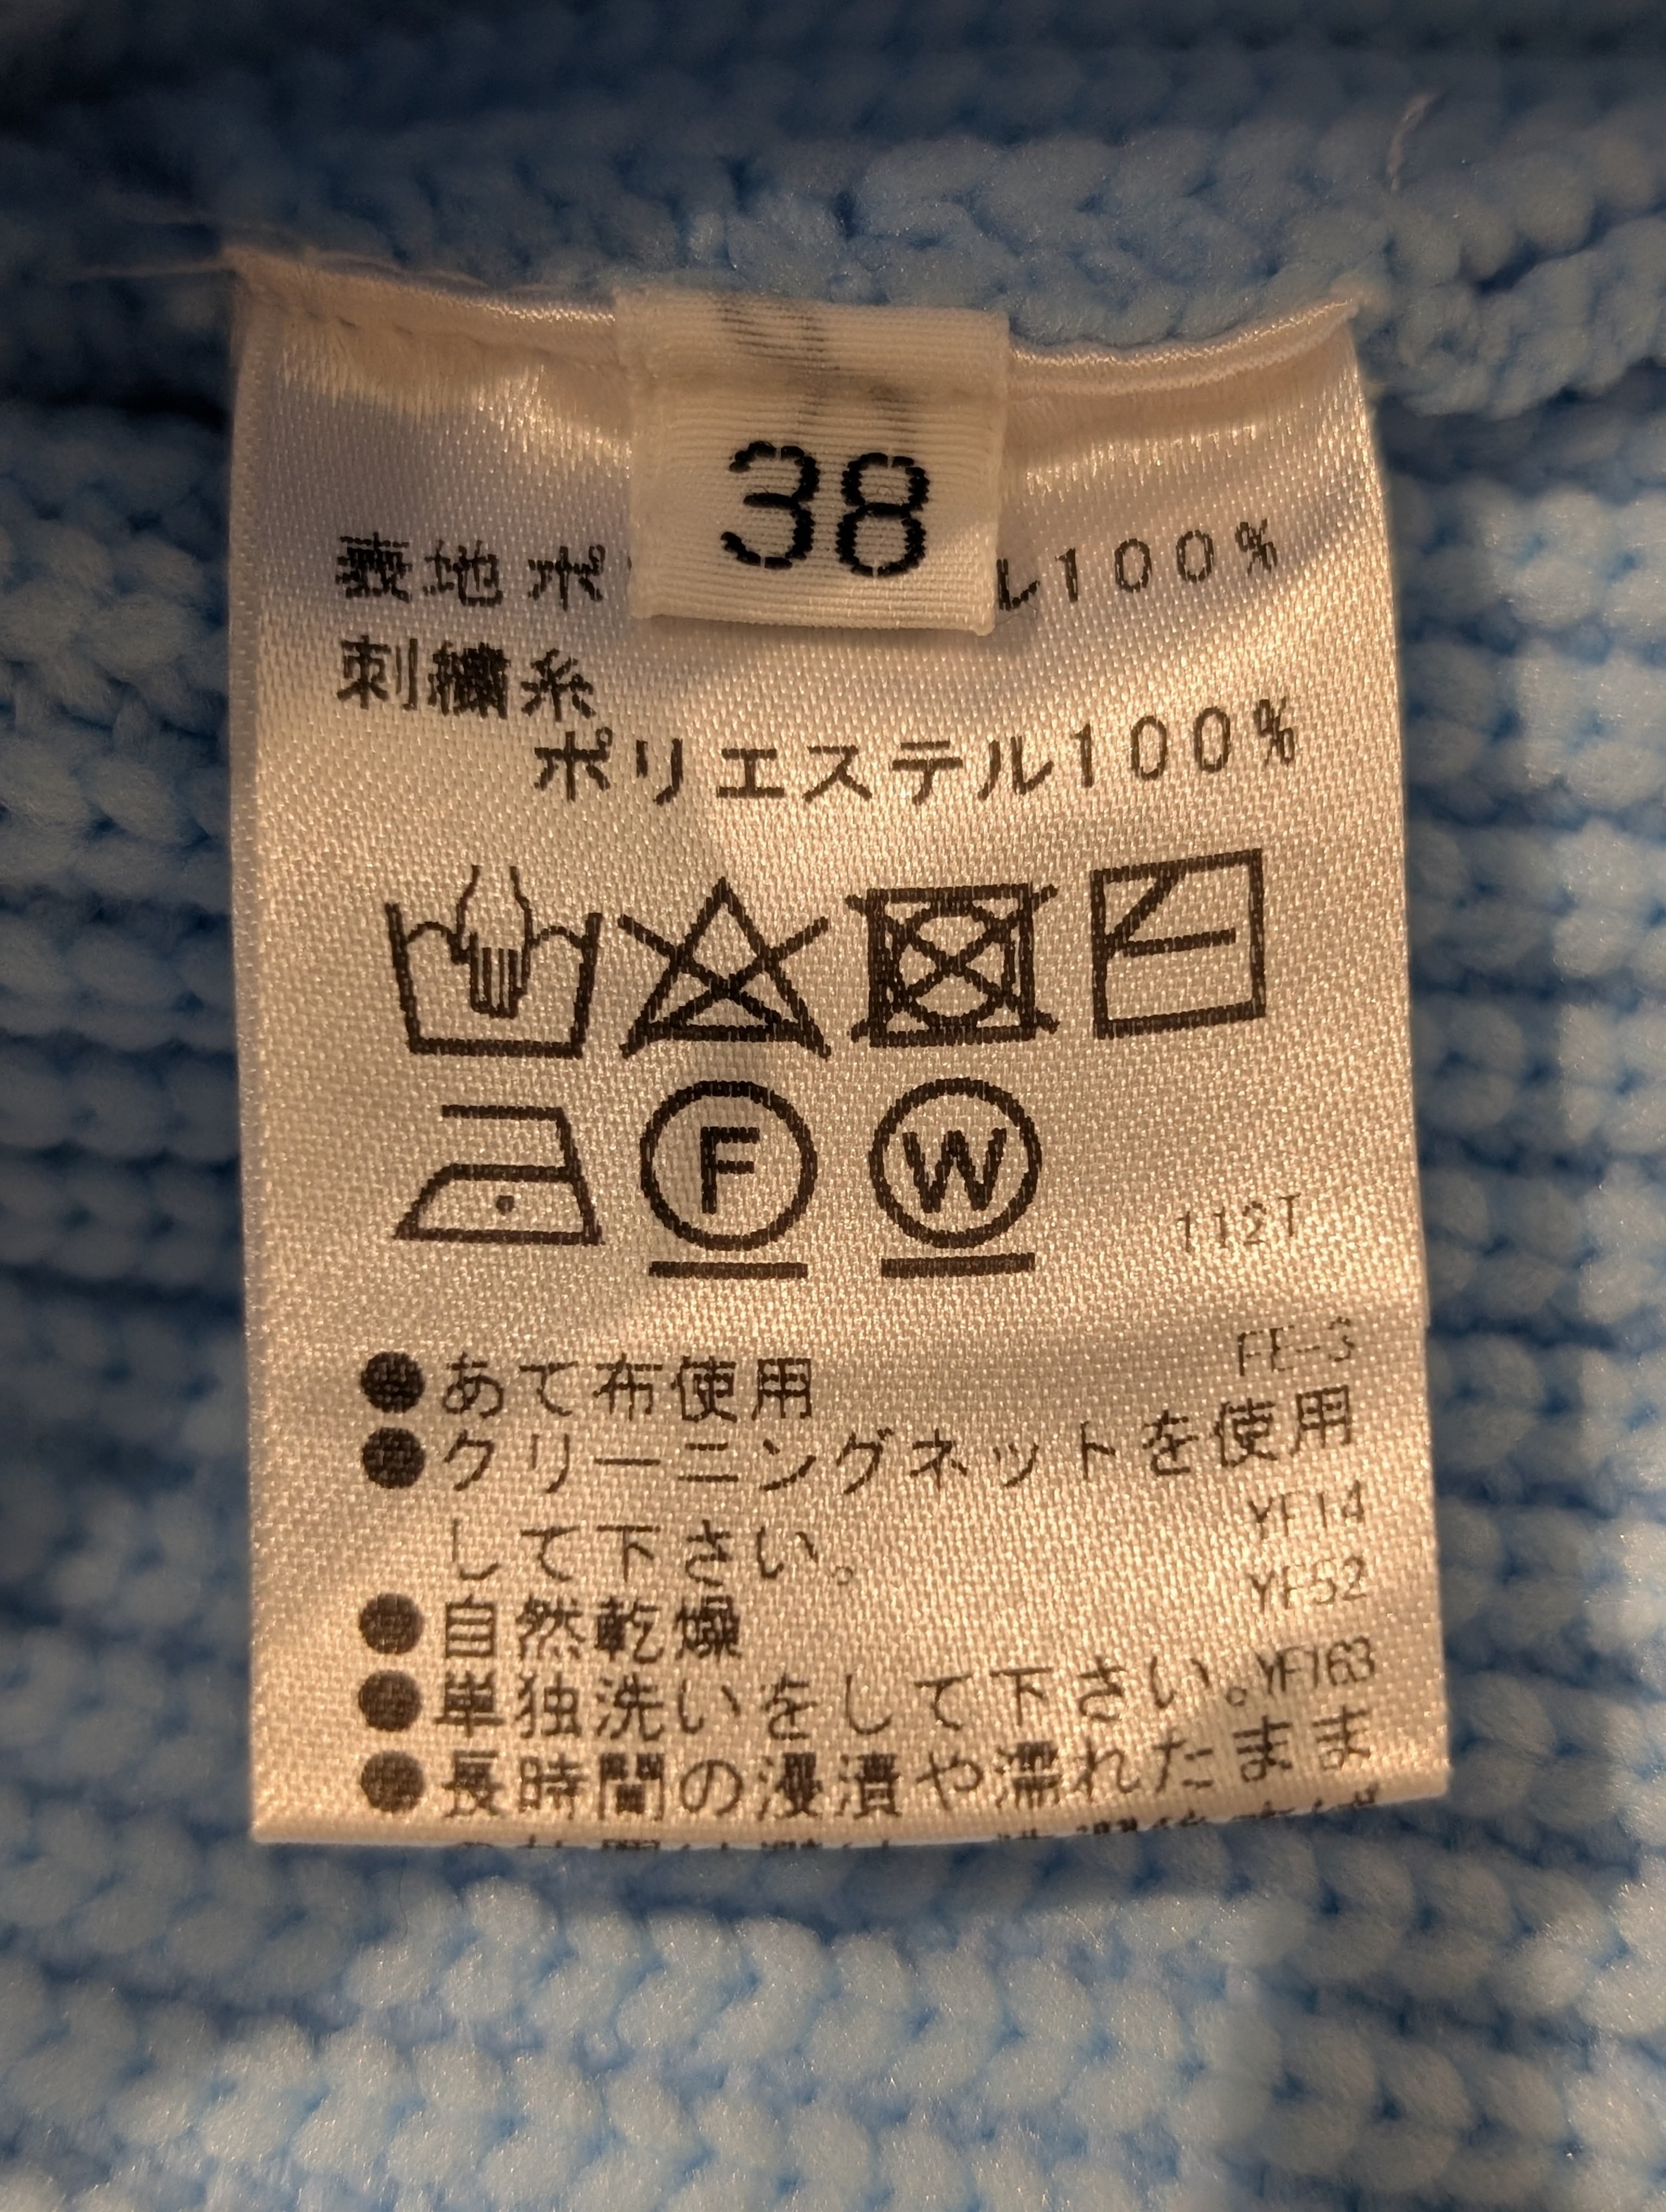 38
表地 ポ ル100%
刺繍糸
ポリエステル100%
F W
112T
FE-3
●あて布使用
●クリーニングネットを使用
YF14
して下さい。
YF52
●自然乾燥
●単独洗いをして下さい。YF163
●長時間の浸漬や濡れたまま